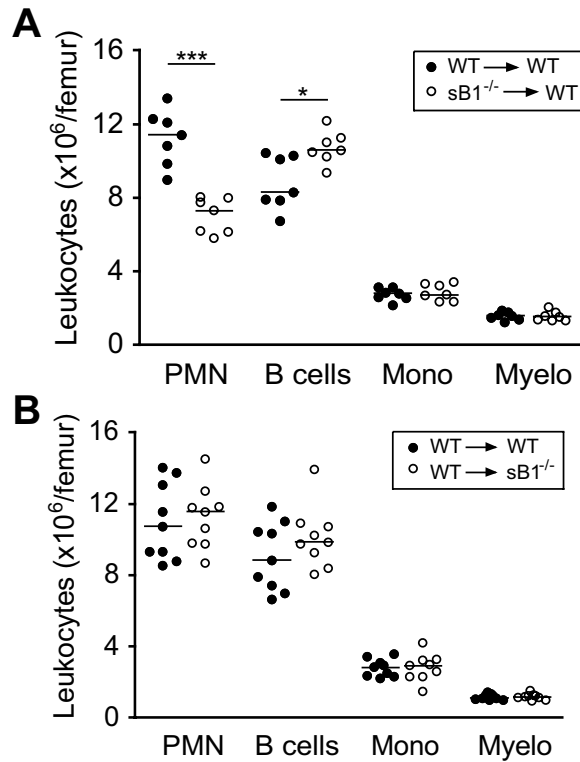 A
Leukocytes (x10⁶/femur)
16
12
8
4
0
***
*
WT → WT
sB1⁻/⁻ → WT
PMN B cells Mono Myelo
B
Leukocytes (x10⁶/femur)
16
12
8
4
0
WT → WT
WT → sB1⁻/⁻
PMN B cells Mono Myelo